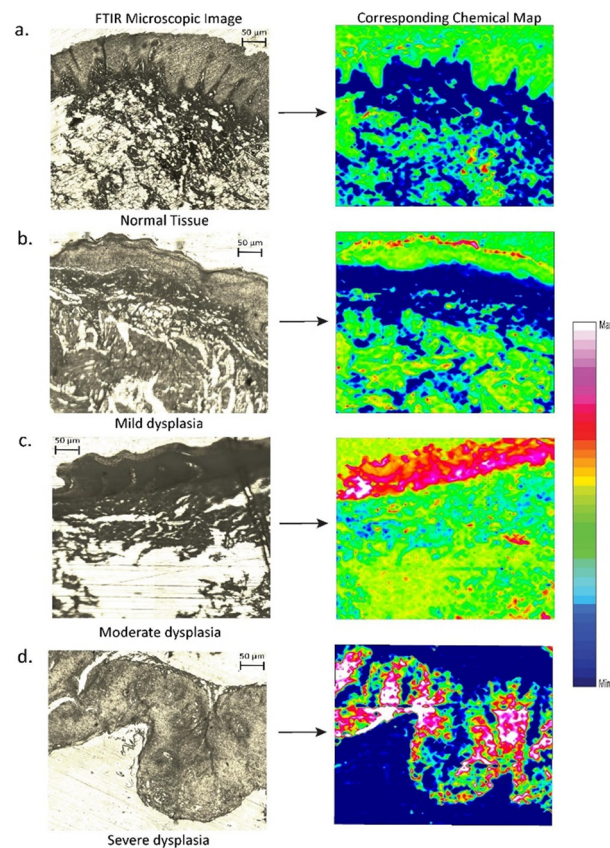 FTIR Microscopic Image
Corresponding Chemical Map
a.
50 µm
Normal Tissue
b.
50 µm
Mild dysplasia
c.
50 µm
Moderate dysplasia
d.
50 µm
Severe dysplasia
Max
Min